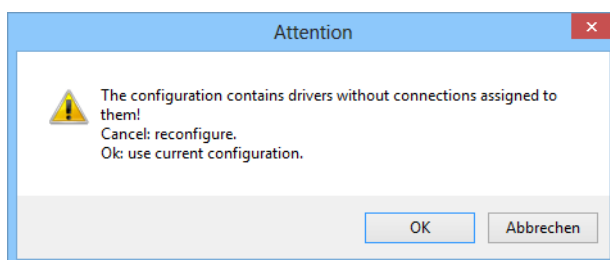 Attention
The configuration contains drivers without connections assigned to
them!
Cancel: reconfigure.
Ok: use current configuration.
OK Abbrechen